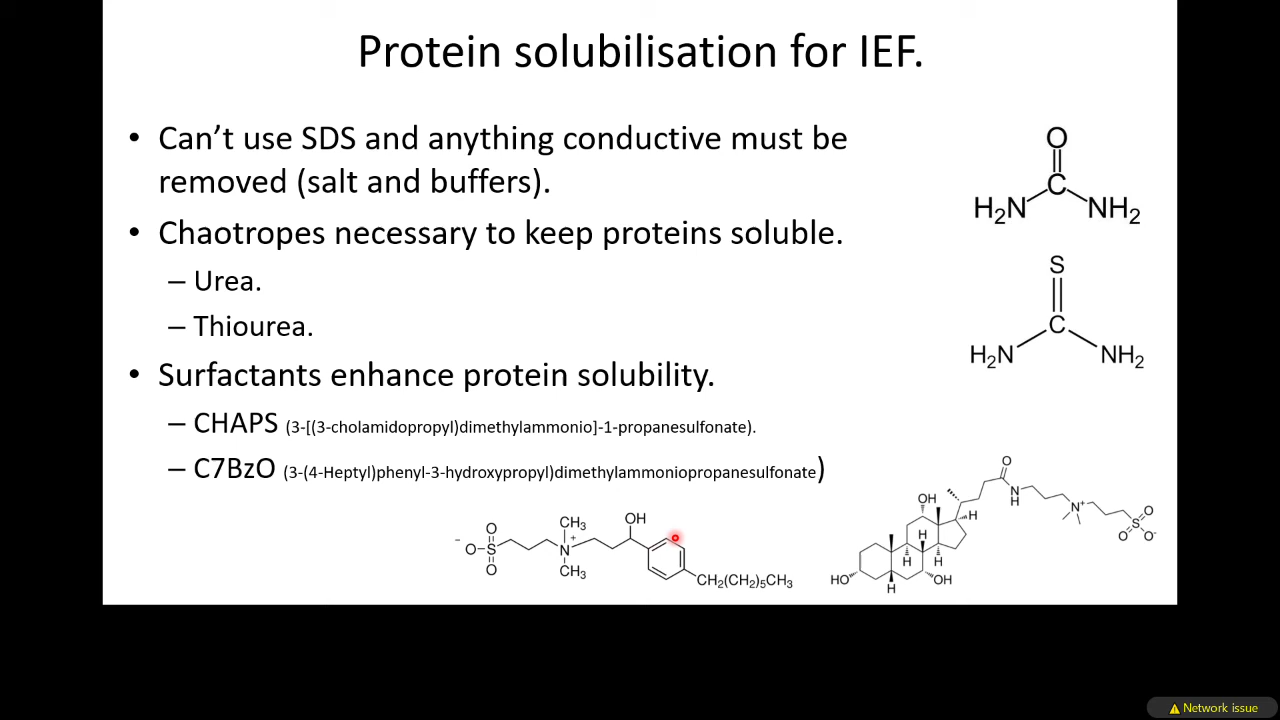 Protein solubilisation for IEF.
• Can’t use SDS and anything conductive must be
removed (salt and buffers).
• Chaotropes necessary to keep proteins soluble.
– Urea.
– Thiourea.
• Surfactants enhance protein solubility.
– CHAPS (3-[(3-cholamidopropyl)dimethylammonio]-1-propanesulfonate).
– C7BzO (3-(4-Heptyl)phenyl-3-hydroxypropyl)dimethylammoniopropanesulfonate)
O
C
H₂N NH₂
S
C
H₂N NH₂
O CH₃ OH
⁻O-S N⁺
O CH₃
CH₂(CH₂)₅CH₃
O
OH N
H
H N⁺ O
S
O O⁻
H
H H
HO OH
H
Network issue